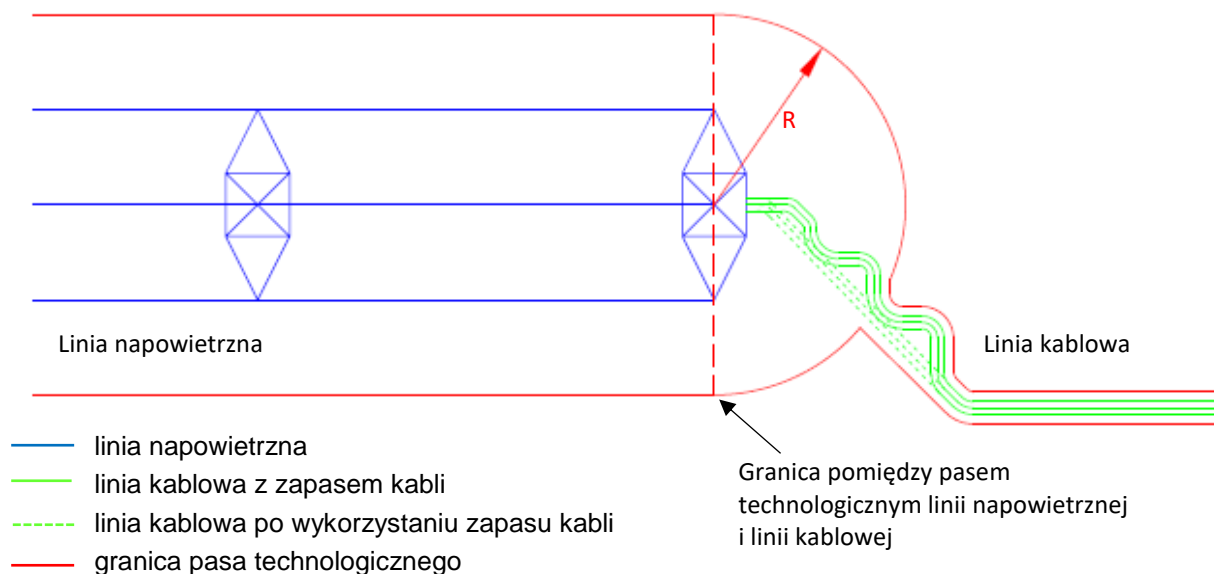 R
Linia napowietrzna
Linia kablowa
linia napowietrzna
linia kablowa z zapasem kabli
linia kablowa po wykorzystaniu zapasu kabli
granica pasa technologicznego
Granica pomiędzy pasem
technologicznym linii napowietrznej
i linii kablowej